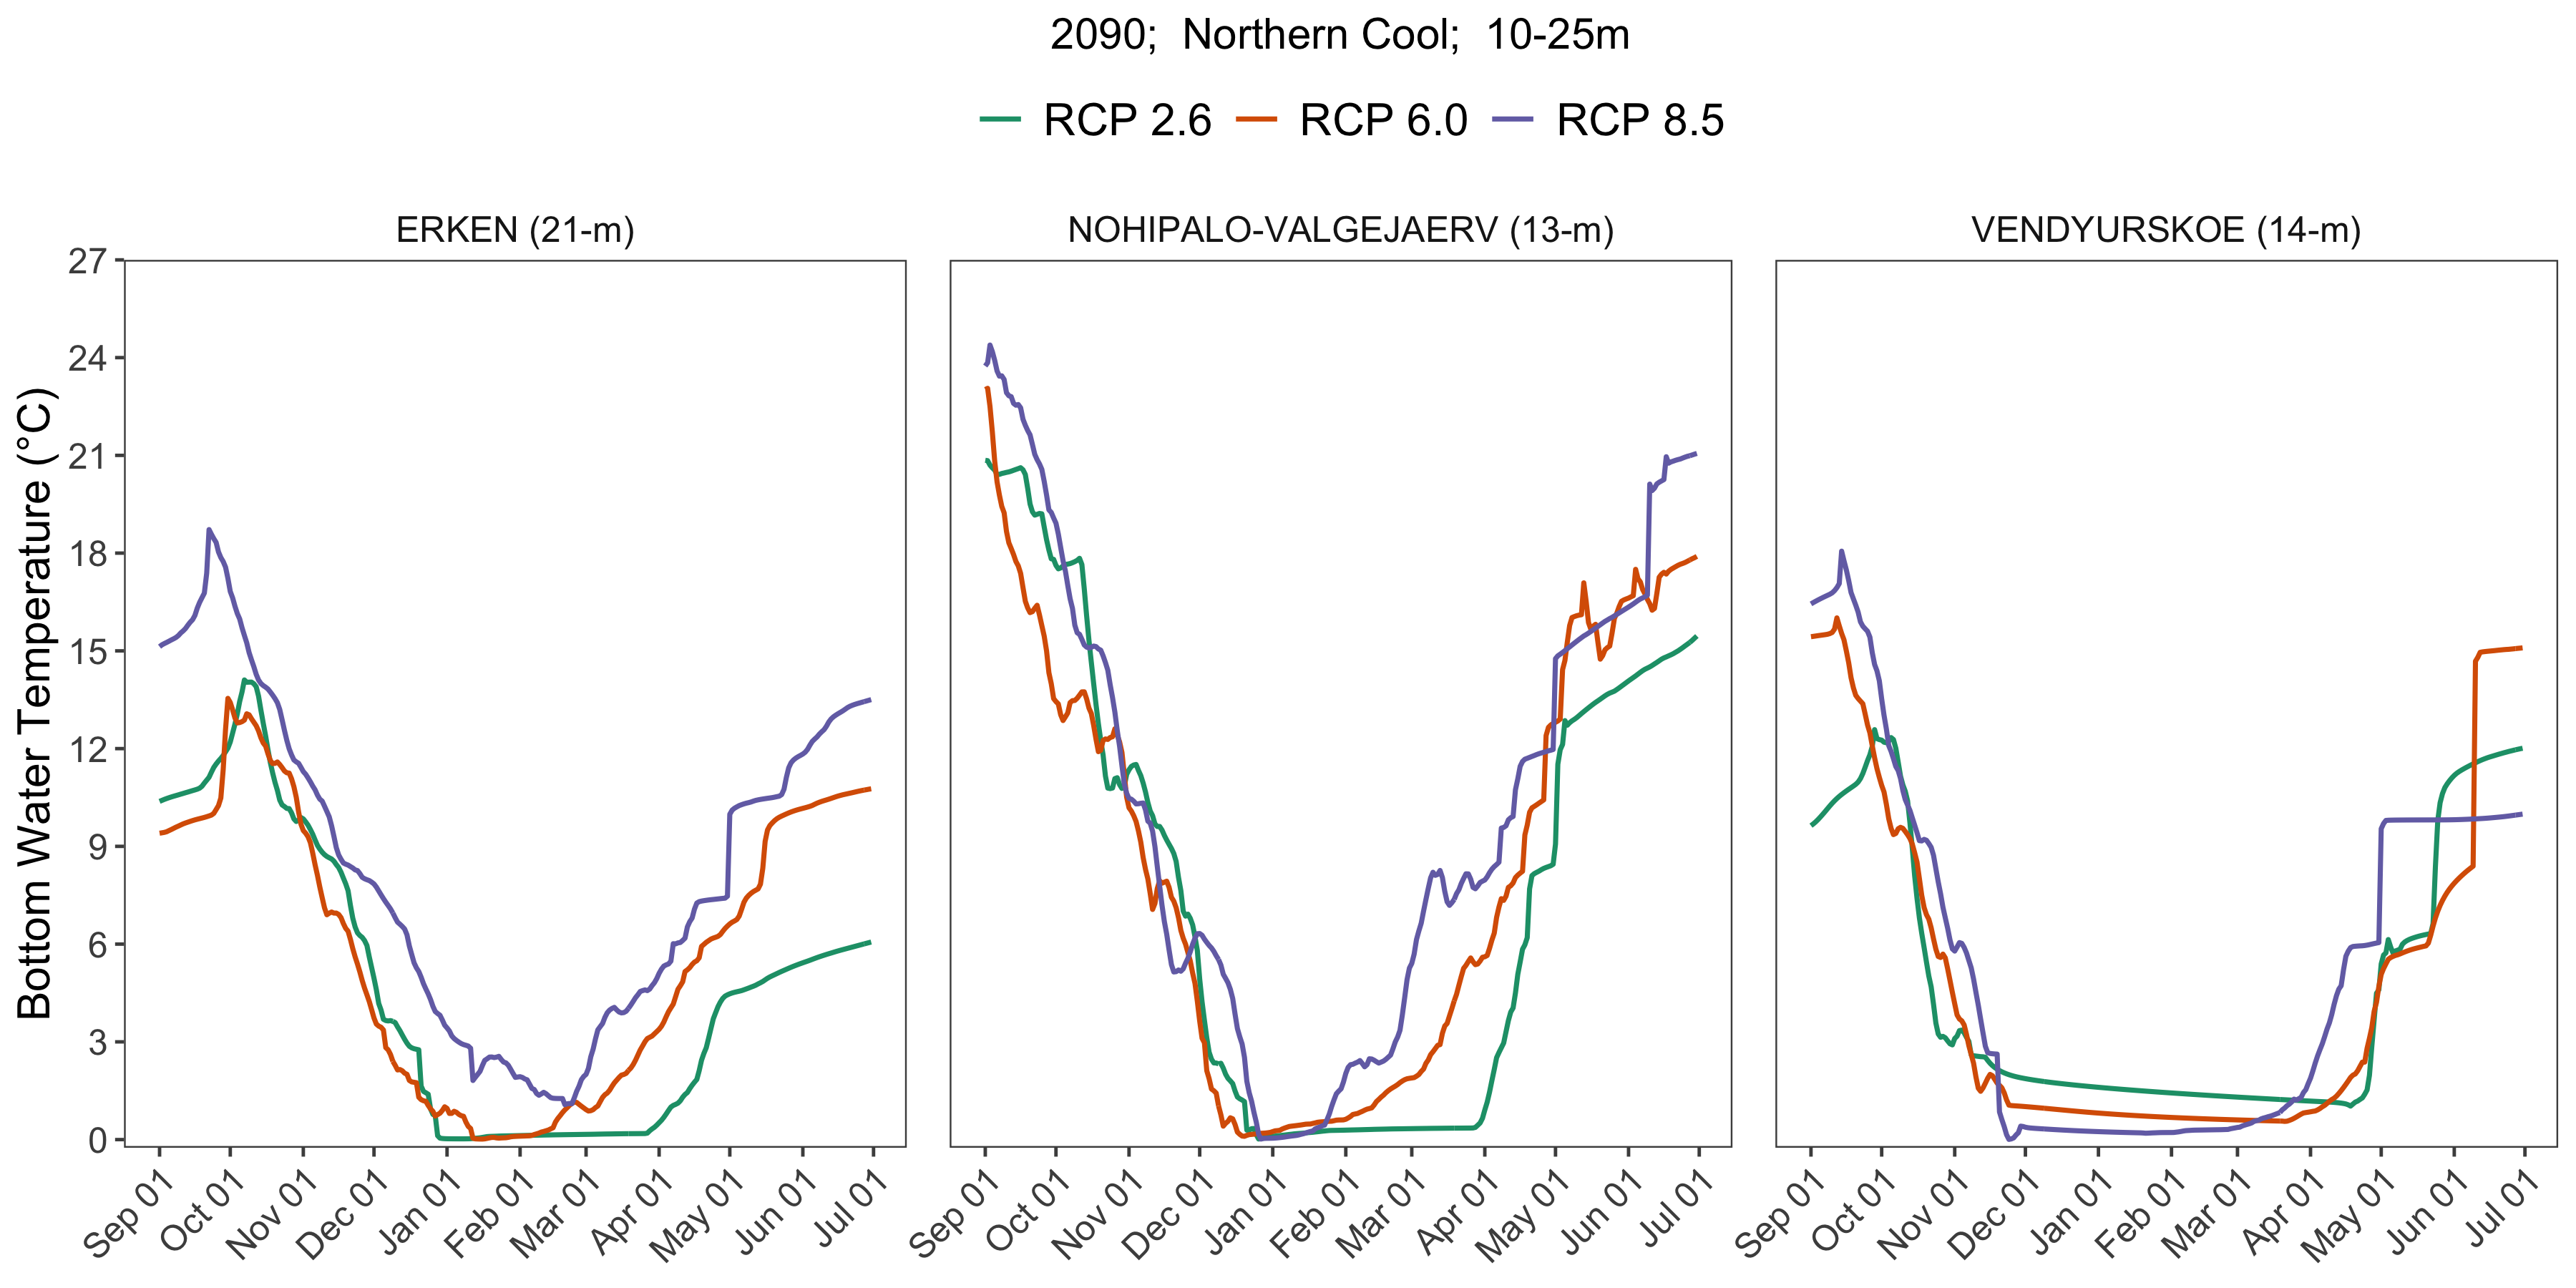 2090;  Northern Cool;  10-25m
RCP 2.6 RCP 6.0 RCP 8.5
ERKEN (21-m) NOHIPALO-VALGEJAERV (13-m) VENDYURSKOE (14-m)
Bottom Water Temperature (°C)
27
24
21
18
15
12
9
6
3
0
Sep 01 Oct 01 Nov 01 Dec 01 Jan 01 Feb 01 Mar 01 Apr 01 May 01 Jun 01 Jul 01
Sep 01 Oct 01 Nov 01 Dec 01 Jan 01 Feb 01 Mar 01 Apr 01 May 01 Jun 01 Jul 01
Sep 01 Oct 01 Nov 01 Dec 01 Jan 01 Feb 01 Mar 01 Apr 01 May 01 Jun 01 Jul 01